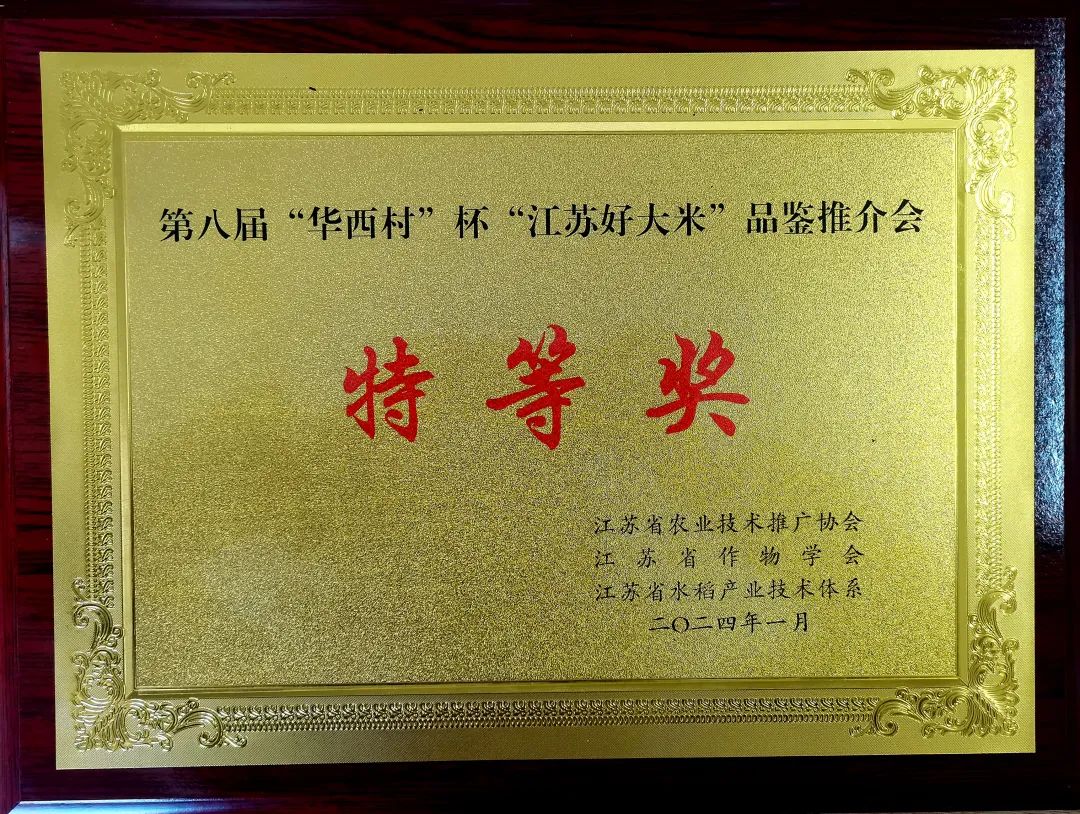 第八届“华西村”杯“江苏好大米”品鉴推介会
特等奖
江苏省农业技术推广协会
江苏省作物学会
江苏省水稻产业技术体系
二〇二四年一月